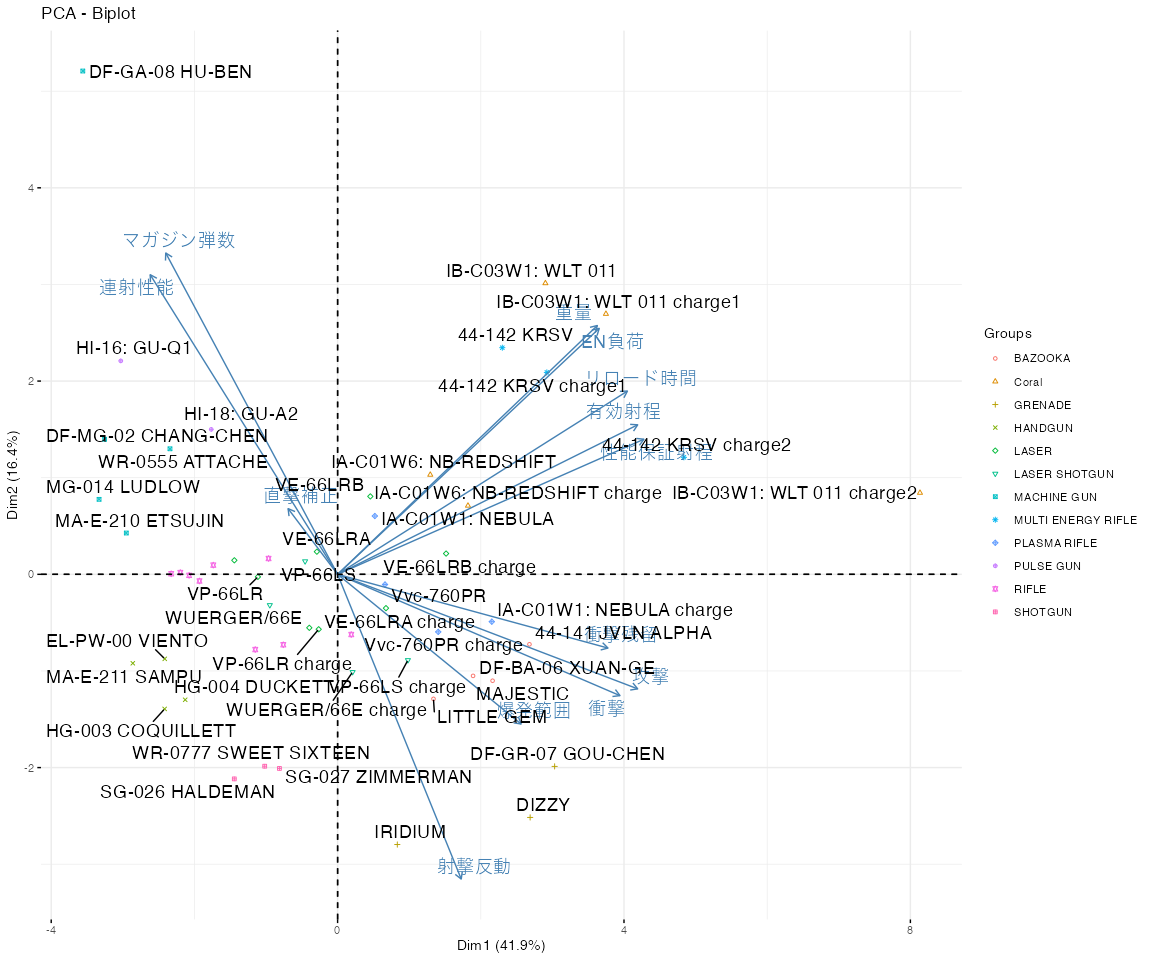 PCA - Biplot
DF-GA-08 HU-BEN
4
マガジン弾数
連射性能
IB-C03W1: WLT 011
IB-C03W1: WLT 011 charge1
重量
44-142 KRSV
EN負荷
HI-16: GU-Q1
リロード時間
44-142 KRSV charge1
2
有効射程
HI-18: GU-A2
DF-MG-02 CHANG-CHEN
44-142 KRSV charge2
性能保証射程
WR-0555 ATTACHE
IA-C01W6: NB-REDSHIFT
VE-66LRB
MG-014 LUDLOW
直撃補正
IA-C01W6: NB-REDSHIFT charge
IB-C03W1: WLT 011 charge2
MA-E-210 ETSUJIN
IA-C01W1: NEBULA
VE-66LRA
VE-66LRB charge
0
VP-66LS
VP-66LR
Vvc-760PR
IA-C01W1: NEBULA charge
WUERGER/66E
VE-66LRA charge
44-141 JVLN ALPHA
衝撃残留
EL-PW-00 VIENTO
Vvc-760PR charge
VP-66LR charge
DF-BA-06 XUAN-GE
MA-E-211 SAMPU
攻撃
HG-004 DUCKETT
VP-66LS charge
MAJESTIC
WUERGER/66E charge
爆発範囲
衝撃
LITTLE GEM
HG-003 COQUILLETT
WR-0777 SWEET SIXTEEN
DF-GR-07 GOU-CHEN
-2
SG-027 ZIMMERMAN
SG-026 HALDEMAN
DIZZY
IRIDIUM
射撃反動
-4
0
4
8
Dim1 (41.9%)
Dim2 (16.4%)
Groups
BAZOOKA
Coral
GRENADE
HANDGUN
LASER
LASER SHOTGUN
MACHINE GUN
MULTI ENERGY RIFLE
PLASMA RIFLE
PULSE GUN
RIFLE
SHOTGUN